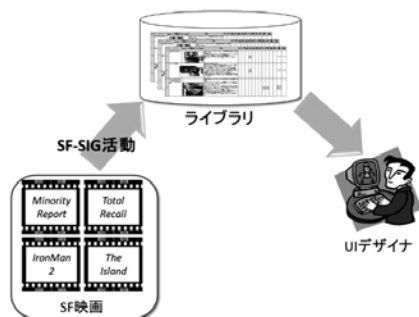 ライブラリ
SF-SIG活動
Minority
Report
Total
Recall
IronMan
2
The
Island
SF映画
UIデザイナ